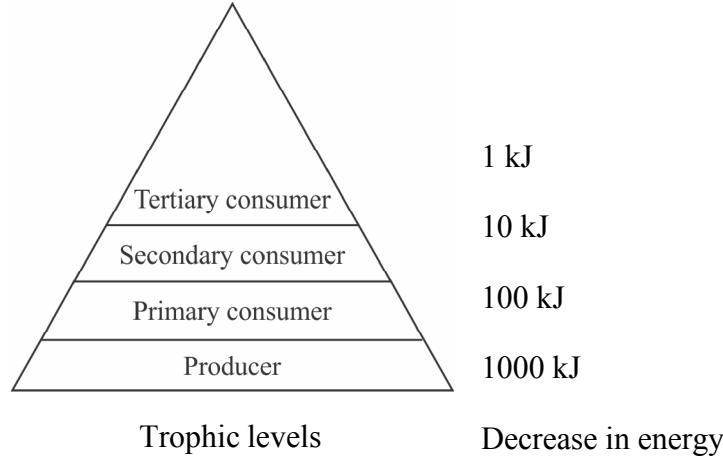 1 kJ
Tertiary consumer
10 kJ
Secondary consumer
100 kJ
Primary consumer
Producer
1000 kJ
Trophic levels
Decrease in energy